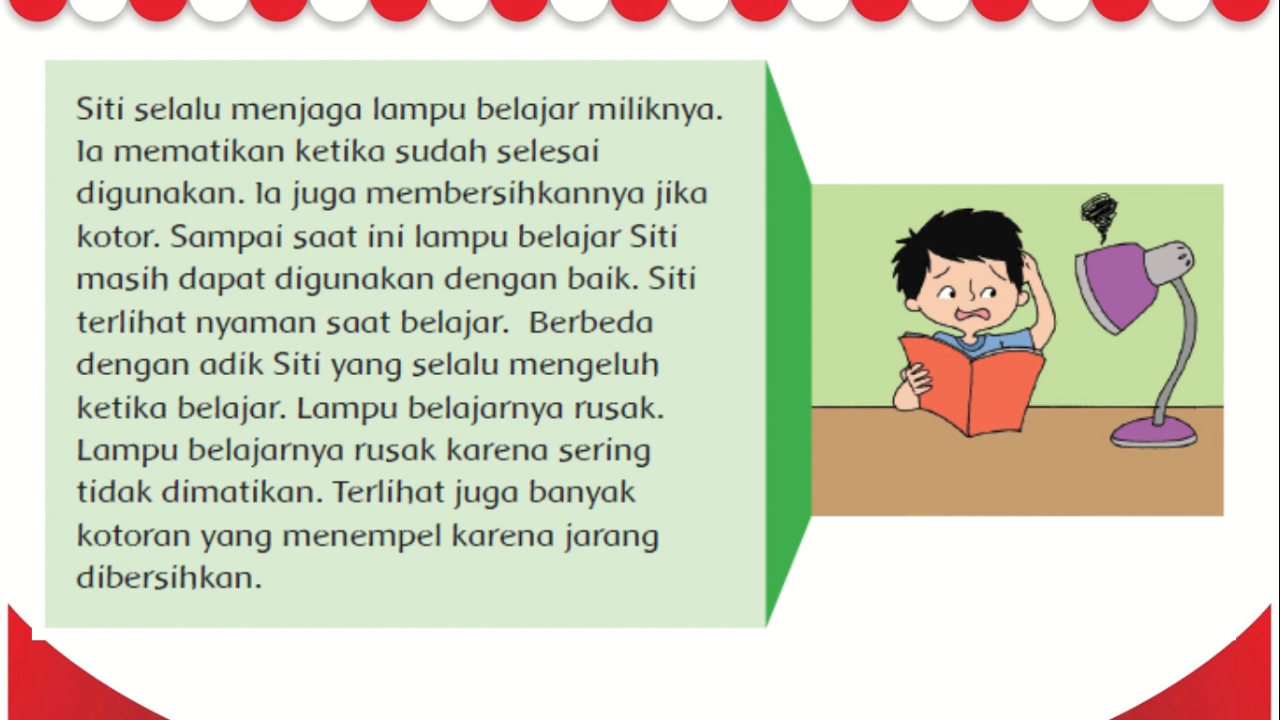 Siti selalu menjaga lampu belajar miliknya.
Ia mematikan ketika sudah selesai
digunakan. Ia juga membersihkannya jika
kotor. Sampai saat ini lampu belajar Siti
masih dapat digunakan dengan baik. Siti
terlihat nyaman saat belajar.  Berbeda
dengan adik Siti yang selalu mengeluh
ketika belajar. Lampu belajarnya rusak.
Lampu belajarnya rusak karena sering
tidak dimatikan. Terlihat juga banyak
kotoran yang menempel karena jarang
dibersihkan.